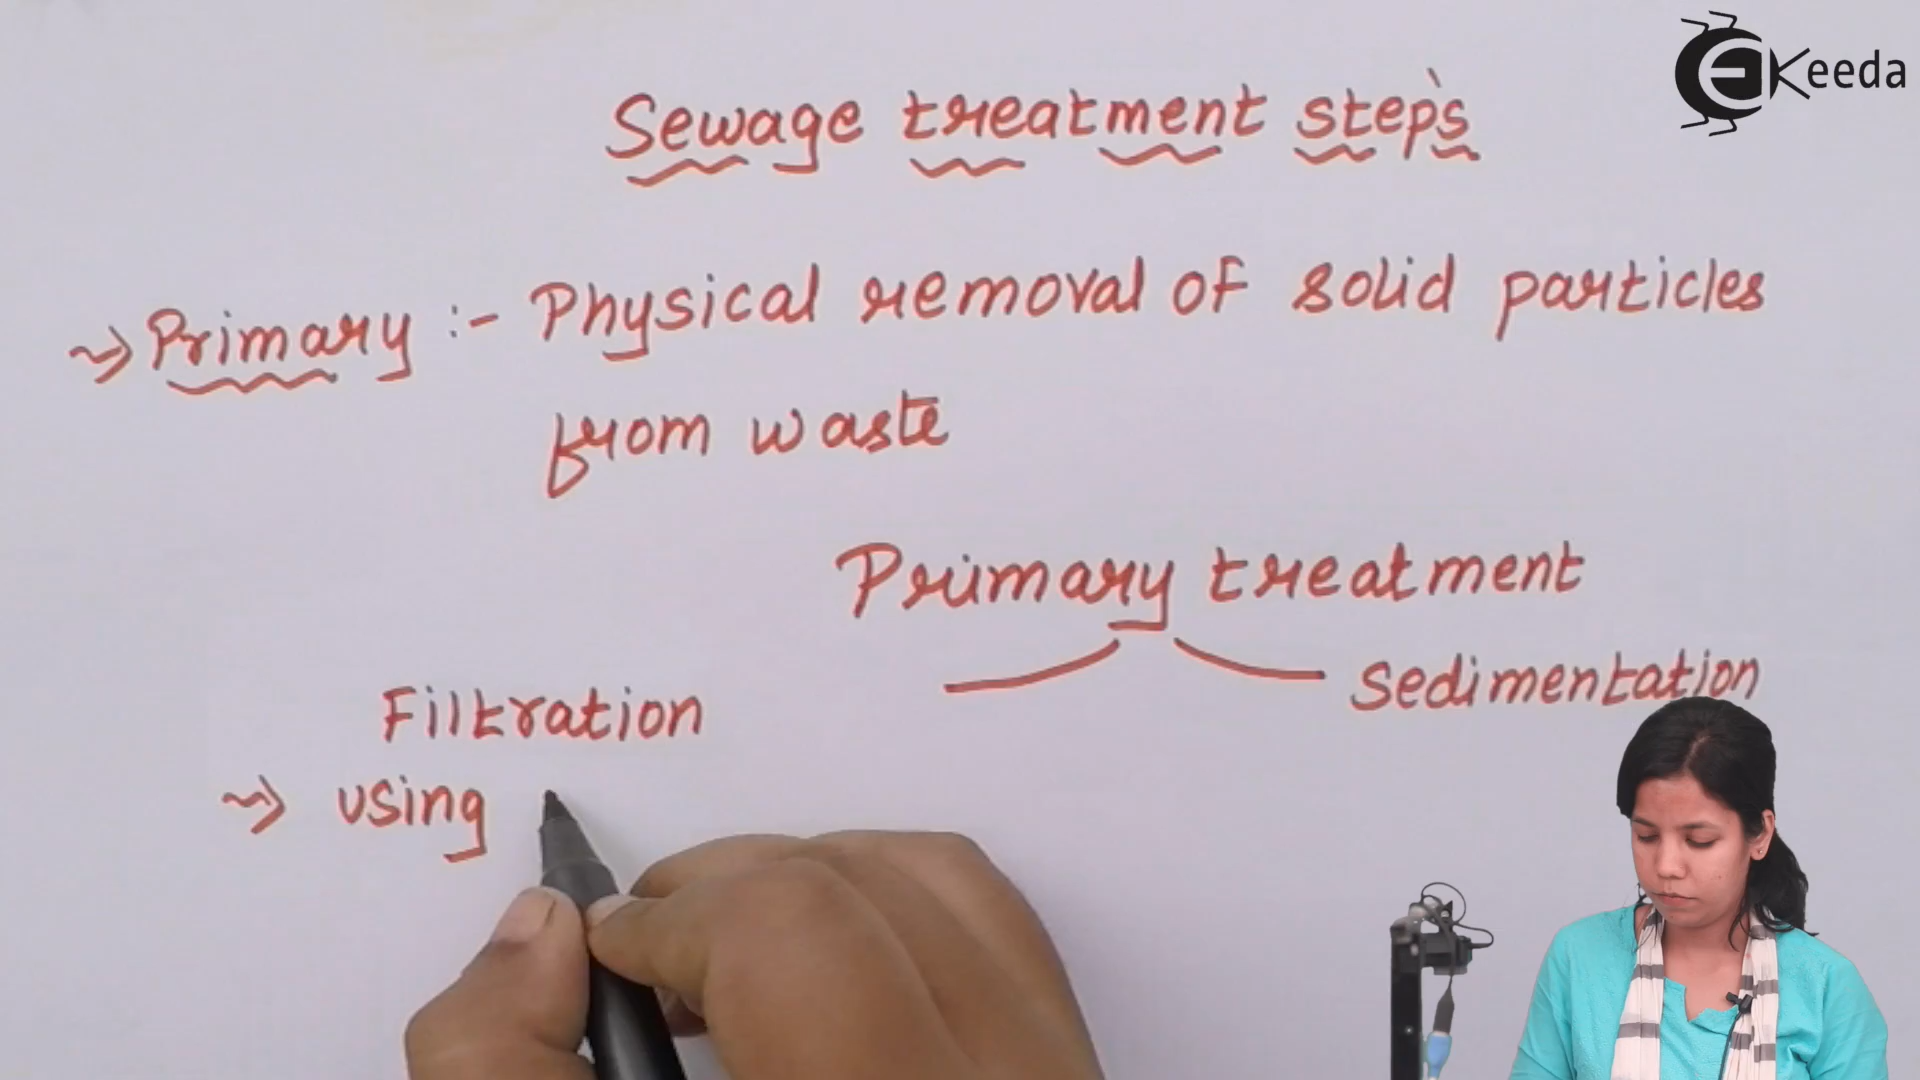 Ekeeda
Sewage treatment steps
~> Primary :- Physical removal of solid particles
from waste
Primary treatment
Filtration
Sedimentation
~> using